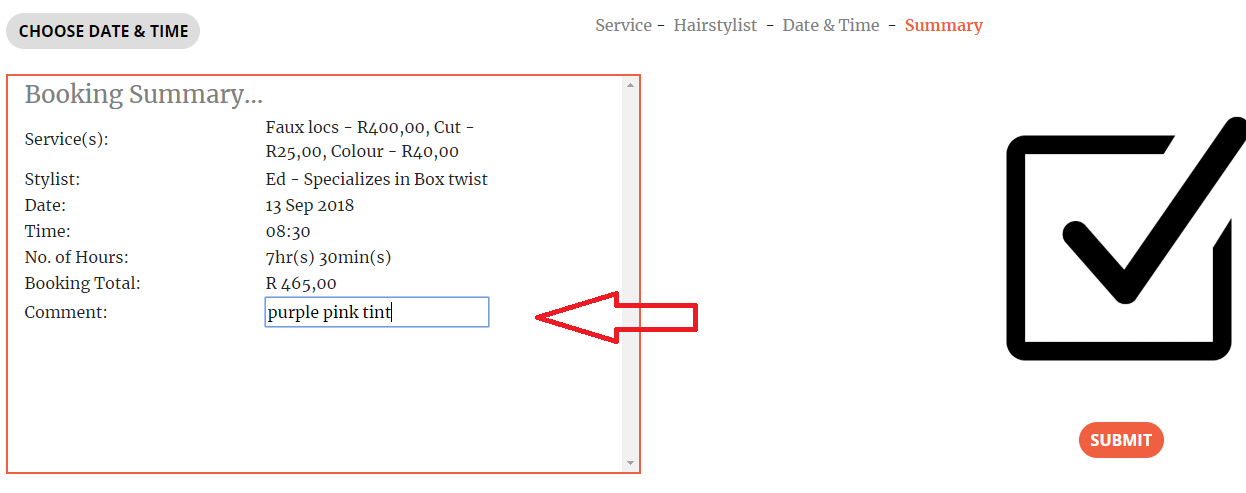 CHOOSE DATE & TIME
Service - Hairstylist - Date & Time - Summary
Booking Summary...
Service(s): Faux locs - R400,00, Cut -
R25,00, Colour - R40,00
Stylist: Ed - Specializes in Box twist
Date: 13 Sep 2018
Time: 08:30
No. of Hours: 7hr(s) 30min(s)
Booking Total: R 465,00
Comment: purple pink tint
SUBMIT